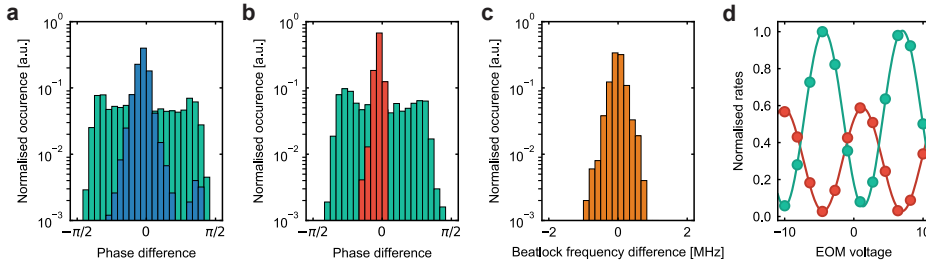 a
Normalised occurence [a.u.]
10⁰
10⁻¹
10⁻²
10⁻³
−π/2
0
π/2
Phase difference
b
Normalised occurence [a.u.]
10⁰
10⁻¹
10⁻²
10⁻³
−π/2
0
π/2
Phase difference
c
Normalised occurence [a.u.]
10⁰
10⁻¹
10⁻²
10⁻³
−2
0
2
Beatlock frequency difference [MHz]
d
Normalised rates
1.0
0.8
0.6
0.4
0.2
0.0
−10
0
10
EOM voltage